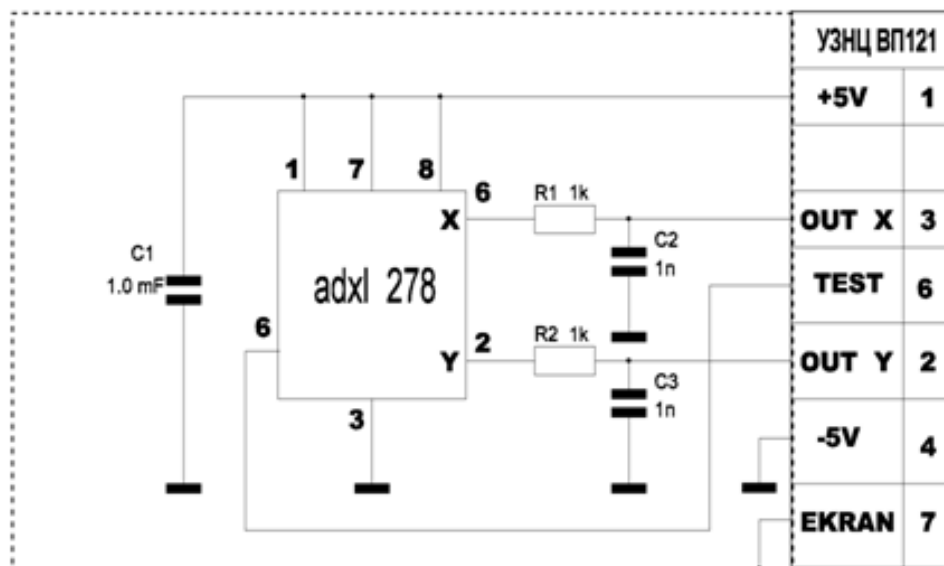 УЗНЦ ВП121
+5V 1
1 7 8
6
R1 1k
X
OUT X 3
C1
1.0 mF
adxl 278
C2
1n
TEST 6
6
2
R2 1k
Y
OUT Y 2
C3
1n
3
-5V 4
EKRAN 7